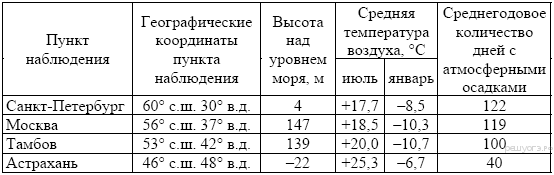 Пункт наблюдения
Географические координаты пункта наблюдения
Высота над уровнем моря, м
Средняя температура воздуха, °С
июль январь
Среднегодовое количество дней с атмосферными осадками
Санкт-Петербург 60° с.ш. 30° в.д. 4 +17,7 –8,5 122
Москва 56° с.ш. 37° в.д. 147 +18,5 –10,3 119
Тамбов 53° с.ш. 42° в.д. 139 +20,0 –10,7 100
Астрахань 46° с.ш. 48° в.д. –22 +25,3 –6,7 40